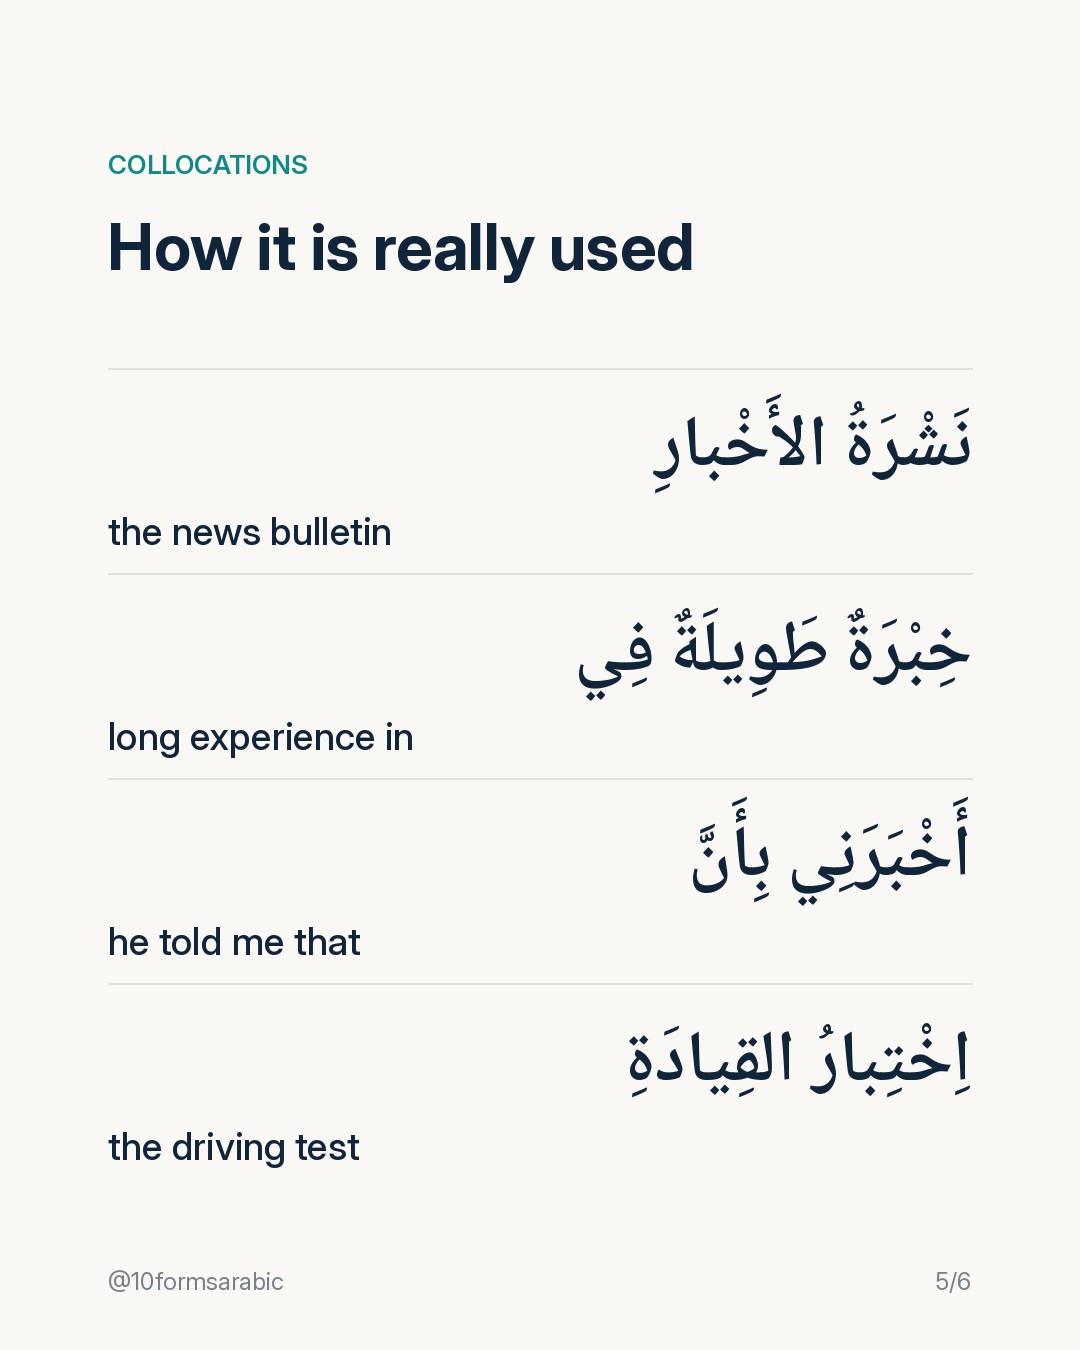 COLLOCATIONS
How it is really used
نَشْرَةُ الأَخْبارِ
the news bulletin
خِبْرَةٌ طَوِيلَةٌ فِي
long experience in
أَخْبَرَنِي بِأَنَّ
he told me that
اِخْتِبارُ القِيادَةِ
the driving test
@10formsarabic
5/6